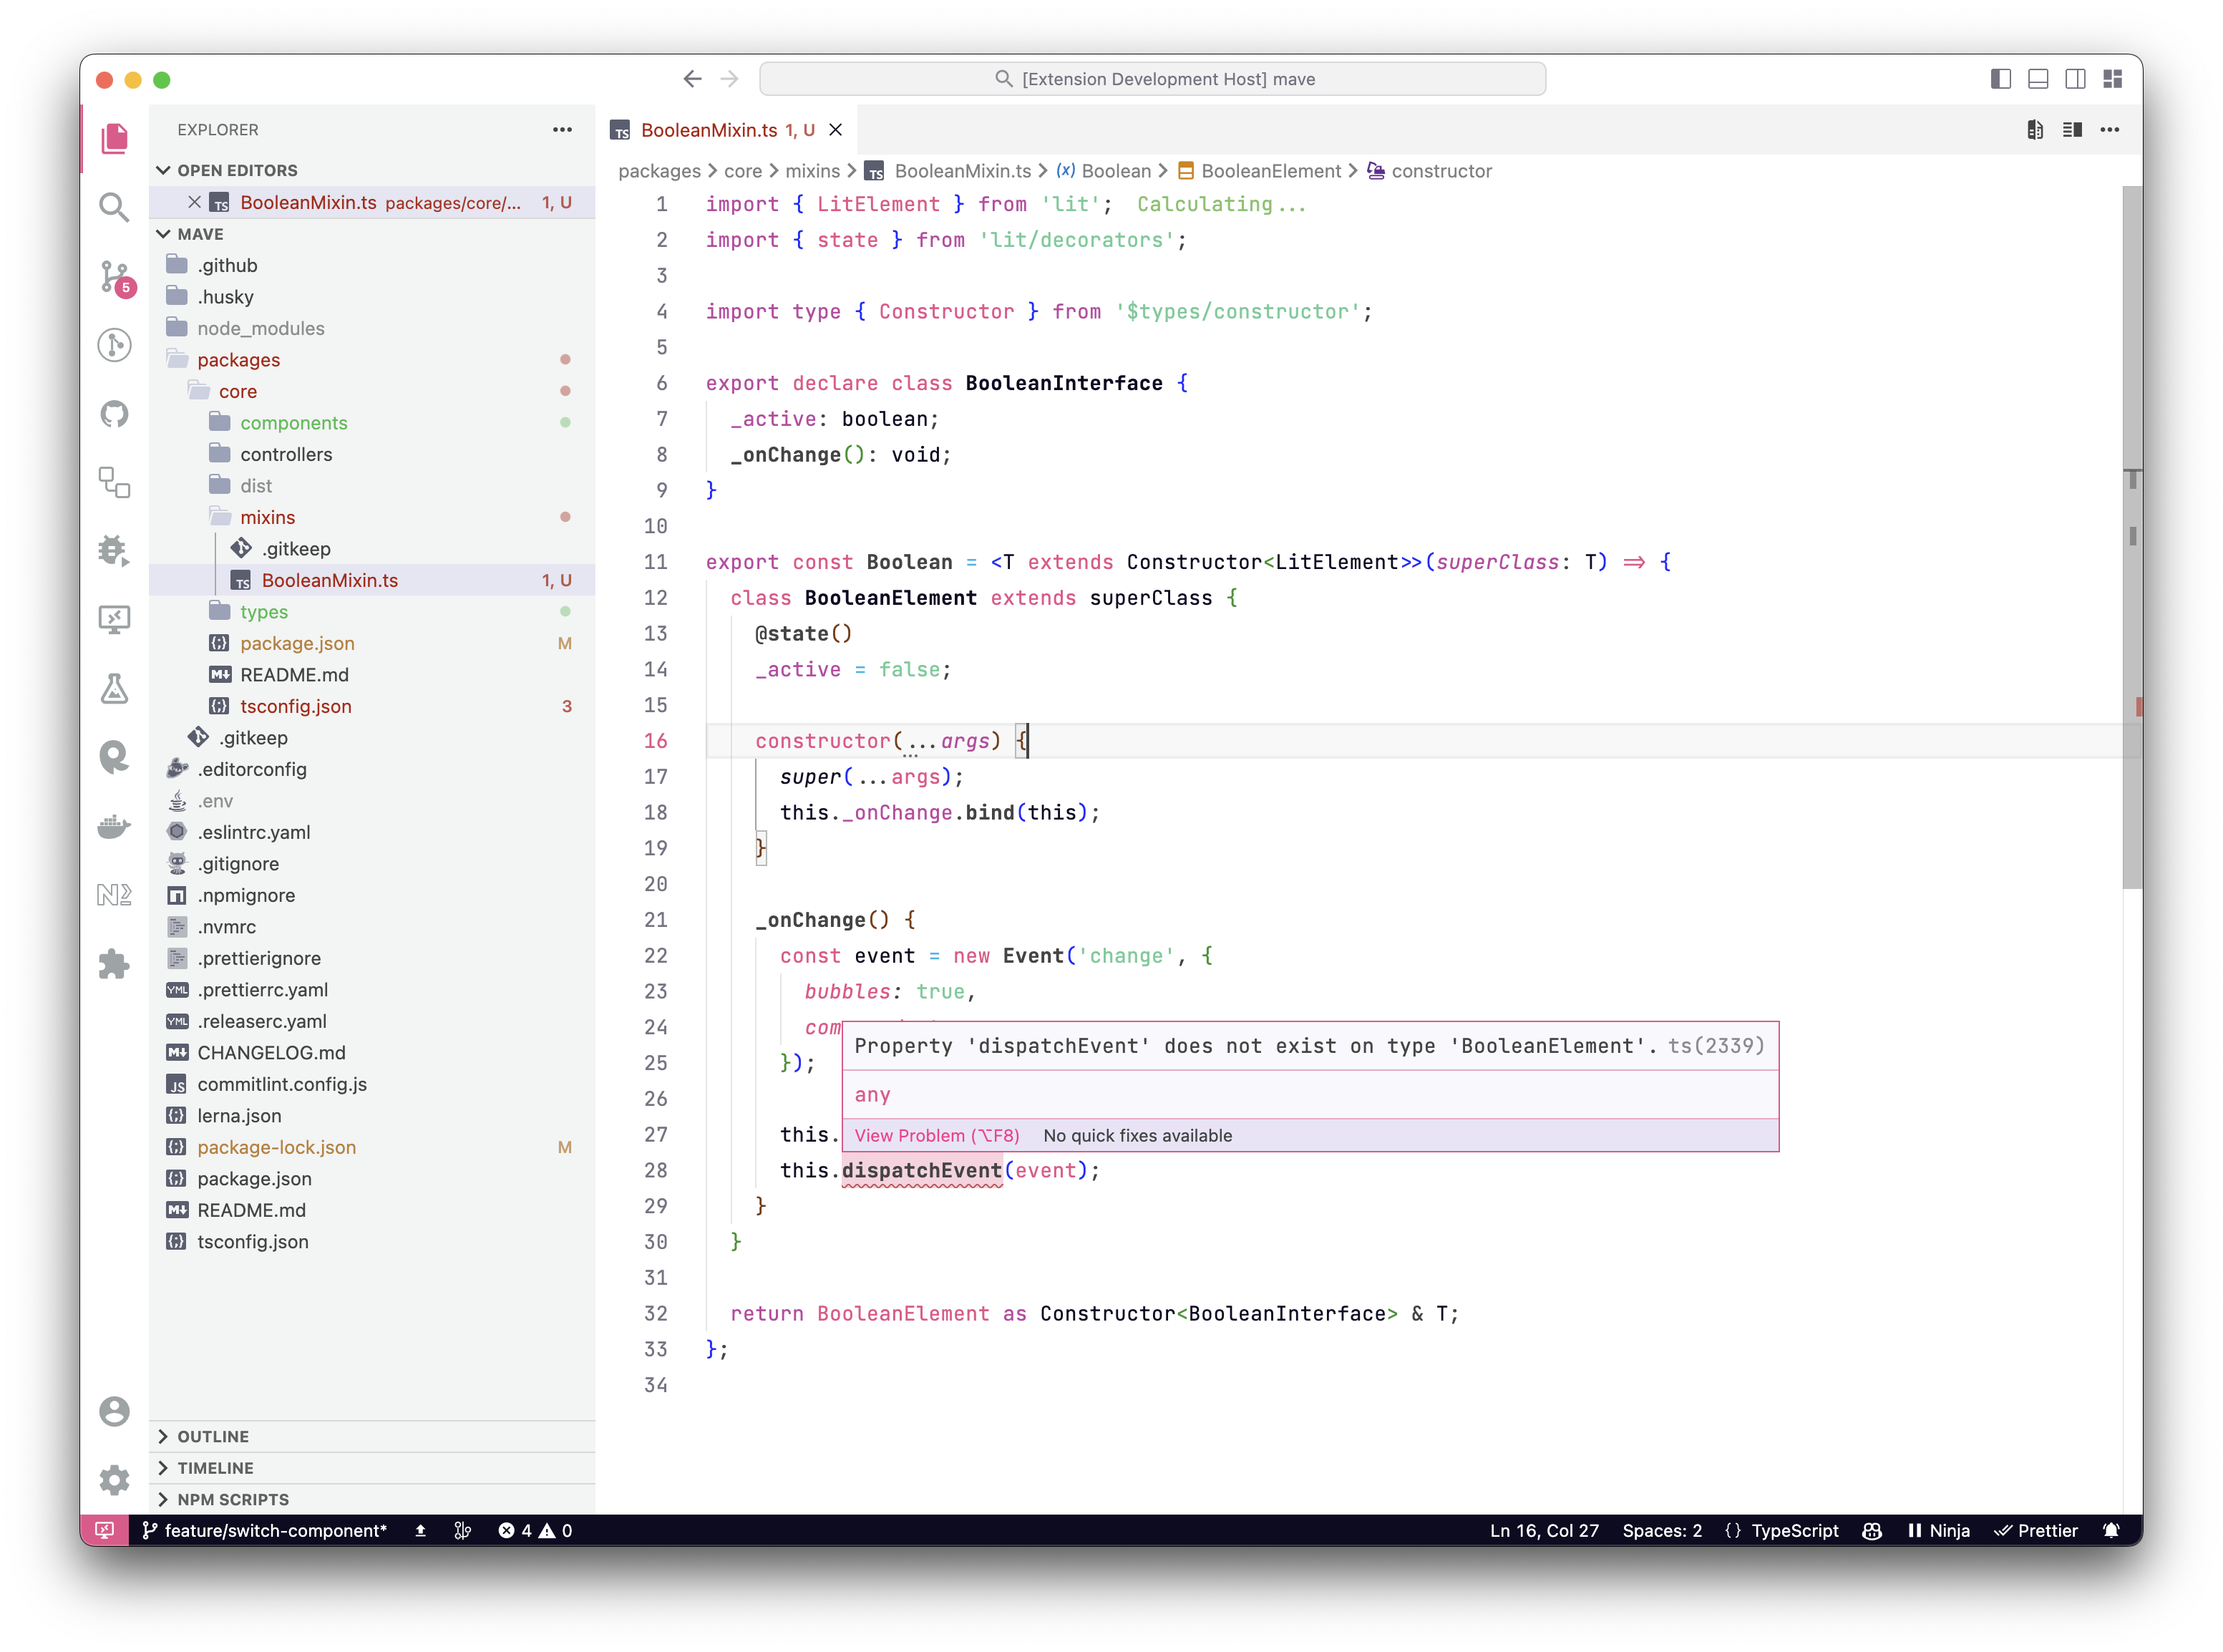 [Extension Development Host] mave
EXPLORER
OPEN EDITORS
TS BooleanMixin.ts packages/core/... 1, U
MAVE
.github
.husky
node_modules
packages
core
components
controllers
dist
mixins
.gitkeep
TS BooleanMixin.ts 1, U
types
package.json M
README.md
tsconfig.json 3
.gitkeep
.editorconfig
.env
.eslintrc.yaml
.gitignore
.npmignore
.nvmrc
.prettierignore
YML .prettierrc.yaml
YML .releaserc.yaml
CHANGELOG.md
JS commitlint.config.js
lerna.json
package-lock.json M
package.json
README.md
tsconfig.json
OUTLINE
TIMELINE
NPM SCRIPTS
5
TS BooleanMixin.ts 1, U
packages > core > mixins > TS BooleanMixin.ts > (x) Boolean > BooleanElement > constructor
1 import { LitElement } from 'lit'; Calculating...
2 import { state } from 'lit/decorators';
3
4 import type { Constructor } from '$types/constructor';
5
6 export declare class BooleanInterface {
7 _active: boolean;
8 _onChange(): void;
9 }
10
11 export const Boolean = <T extends Constructor<LitElement>>(superClass: T) => {
12 class BooleanElement extends superClass {
13 @state()
14 _active = false;
15
16 constructor(...args) {
17 super(...args);
18 this._onChange.bind(this);
19 }
20
21 _onChange() {
22 const event = new Event('change', {
23 bubbles: true,
24 com
Property 'dispatchEvent' does not exist on type 'BooleanElement'. ts(2339)
25 });
26
any
27 this.
View Problem (⌥F8) No quick fixes available
28 this.dispatchEvent(event);
29 }
30 }
31
32 return BooleanElement as Constructor<BooleanInterface> & T;
33 };
34
feature/switch-component* 4 0 Ln 16, Col 27 Spaces: 2 {} TypeScript Ninja Prettier